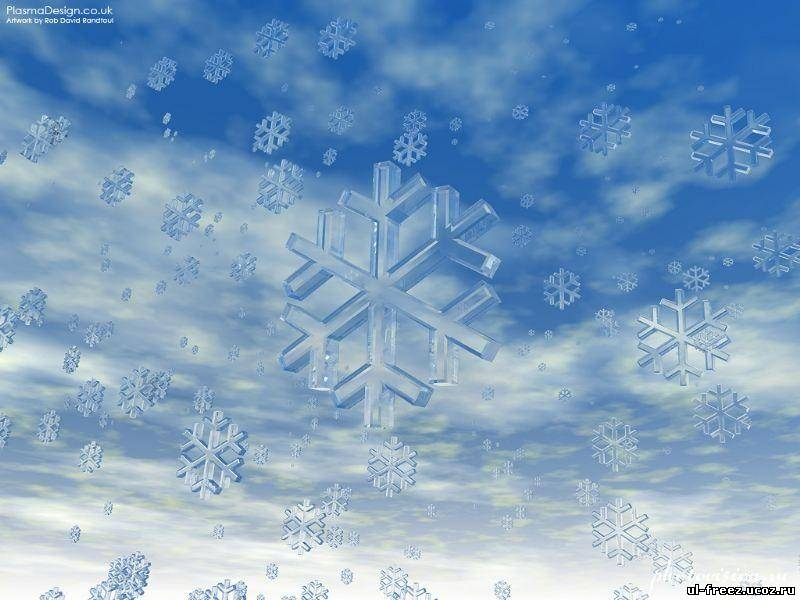 PlasmaDesign.co.uk
Artwork by Rob David Randtoul
ul-freez.ucoz.ru